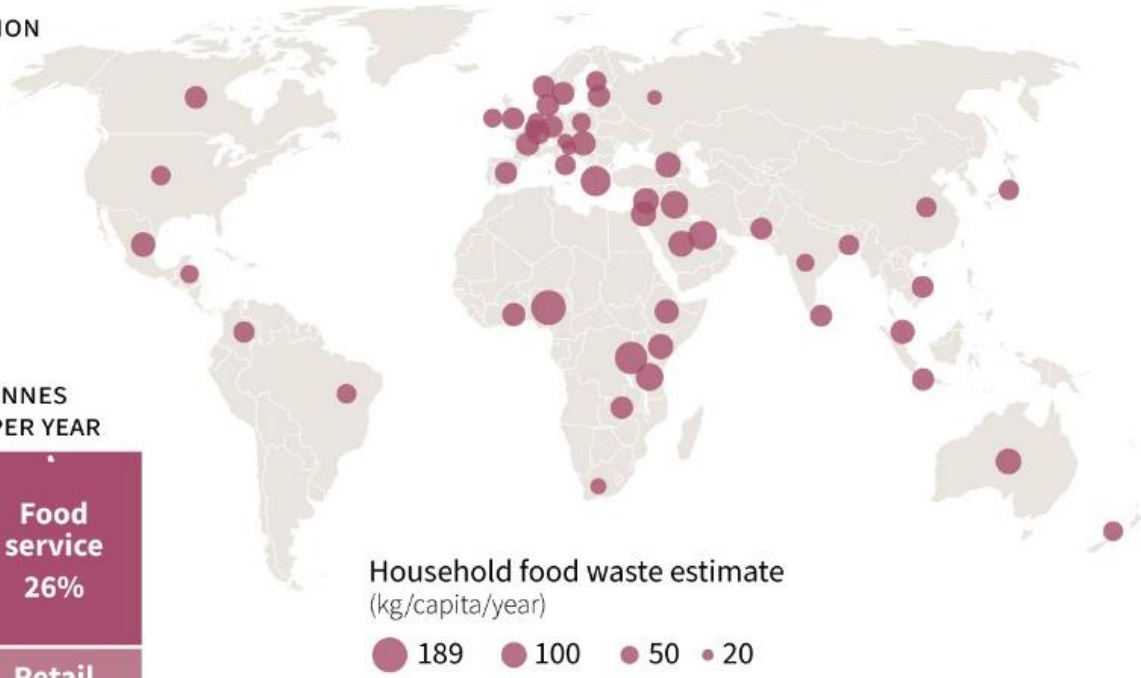 ION
NNES
PER YEAR
Food
service
26%
Retail
Household food waste estimate
(kg/capita/year)
189 100 50 20